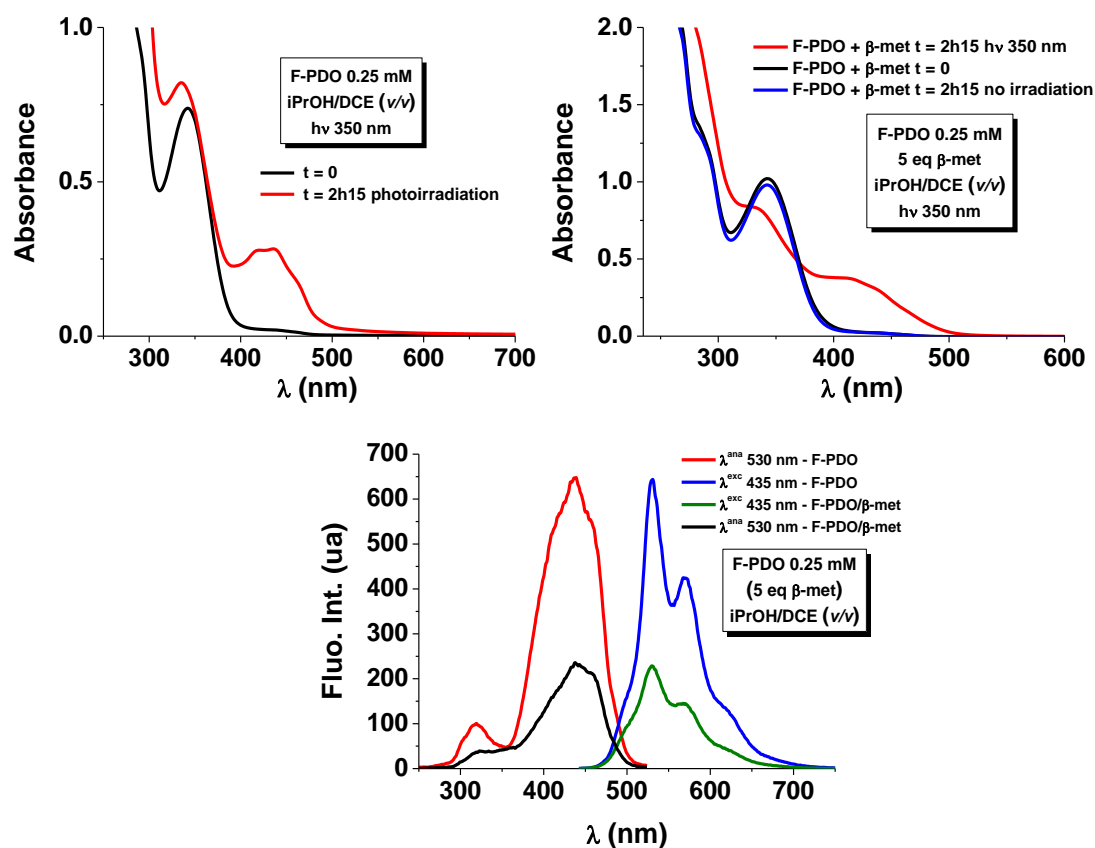 1.0
0.5
0.0
Absorbance
300 400 500 600 700
λ (nm)
F-PDO 0.25 mM
iPrOH/DCE (v/v)
hν 350 nm
t = 0
t = 2h15 photoirradiation
2.0
1.5
1.0
0.5
0.0
Absorbance
300 400 500 600
λ (nm)
F-PDO + β-met t = 2h15 hν 350 nm
F-PDO + β-met t = 0
F-PDO + β-met t = 2h15 no irradiation
F-PDO 0.25 mM
5 eq β-met
iPrOH/DCE (v/v)
hν 350 nm
700
600
500
400
300
200
100
0
Fluo. Int. (ua)
300 400 500 600 700
λ (nm)
λana 530 nm - F-PDO
λexc 435 nm - F-PDO
λexc 435 nm - F-PDO/β-met
λana 530 nm - F-PDO/β-met
F-PDO 0.25 mM
(5 eq β-met)
iPrOH/DCE (v/v)